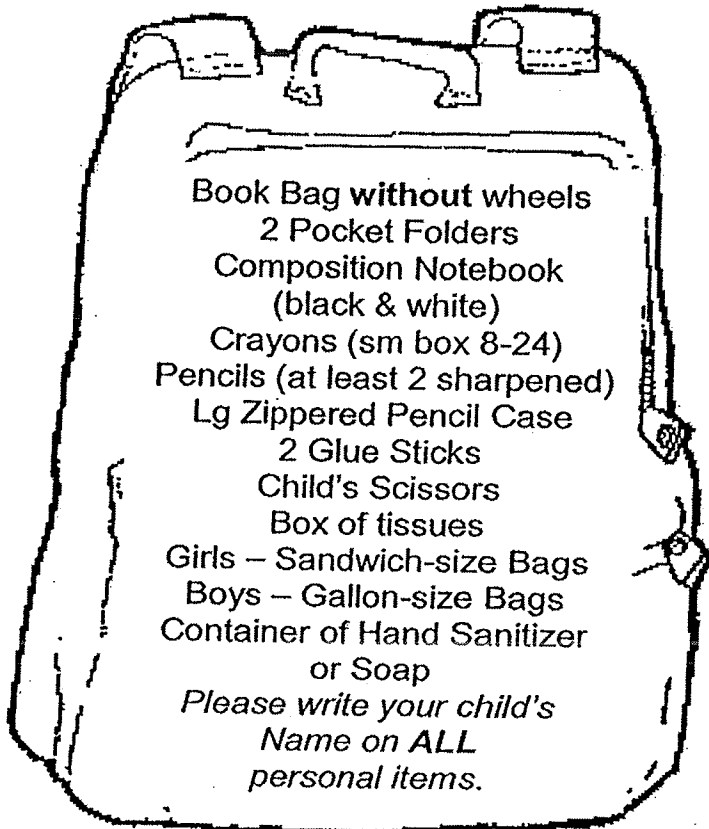 Book Bag without wheels
2 Pocket Folders
Composition Notebook
(black & white)
Crayons (sm box 8-24)
Pencils (at least 2 sharpened)
Lg Zippered Pencil Case
2 Glue Sticks
Child's Scissors
Box of tissues
Girls – Sandwich-size Bags
Boys – Gallon-size Bags
Container of Hand Sanitizer
or Soap
Please write your child's
Name on ALL
personal items.